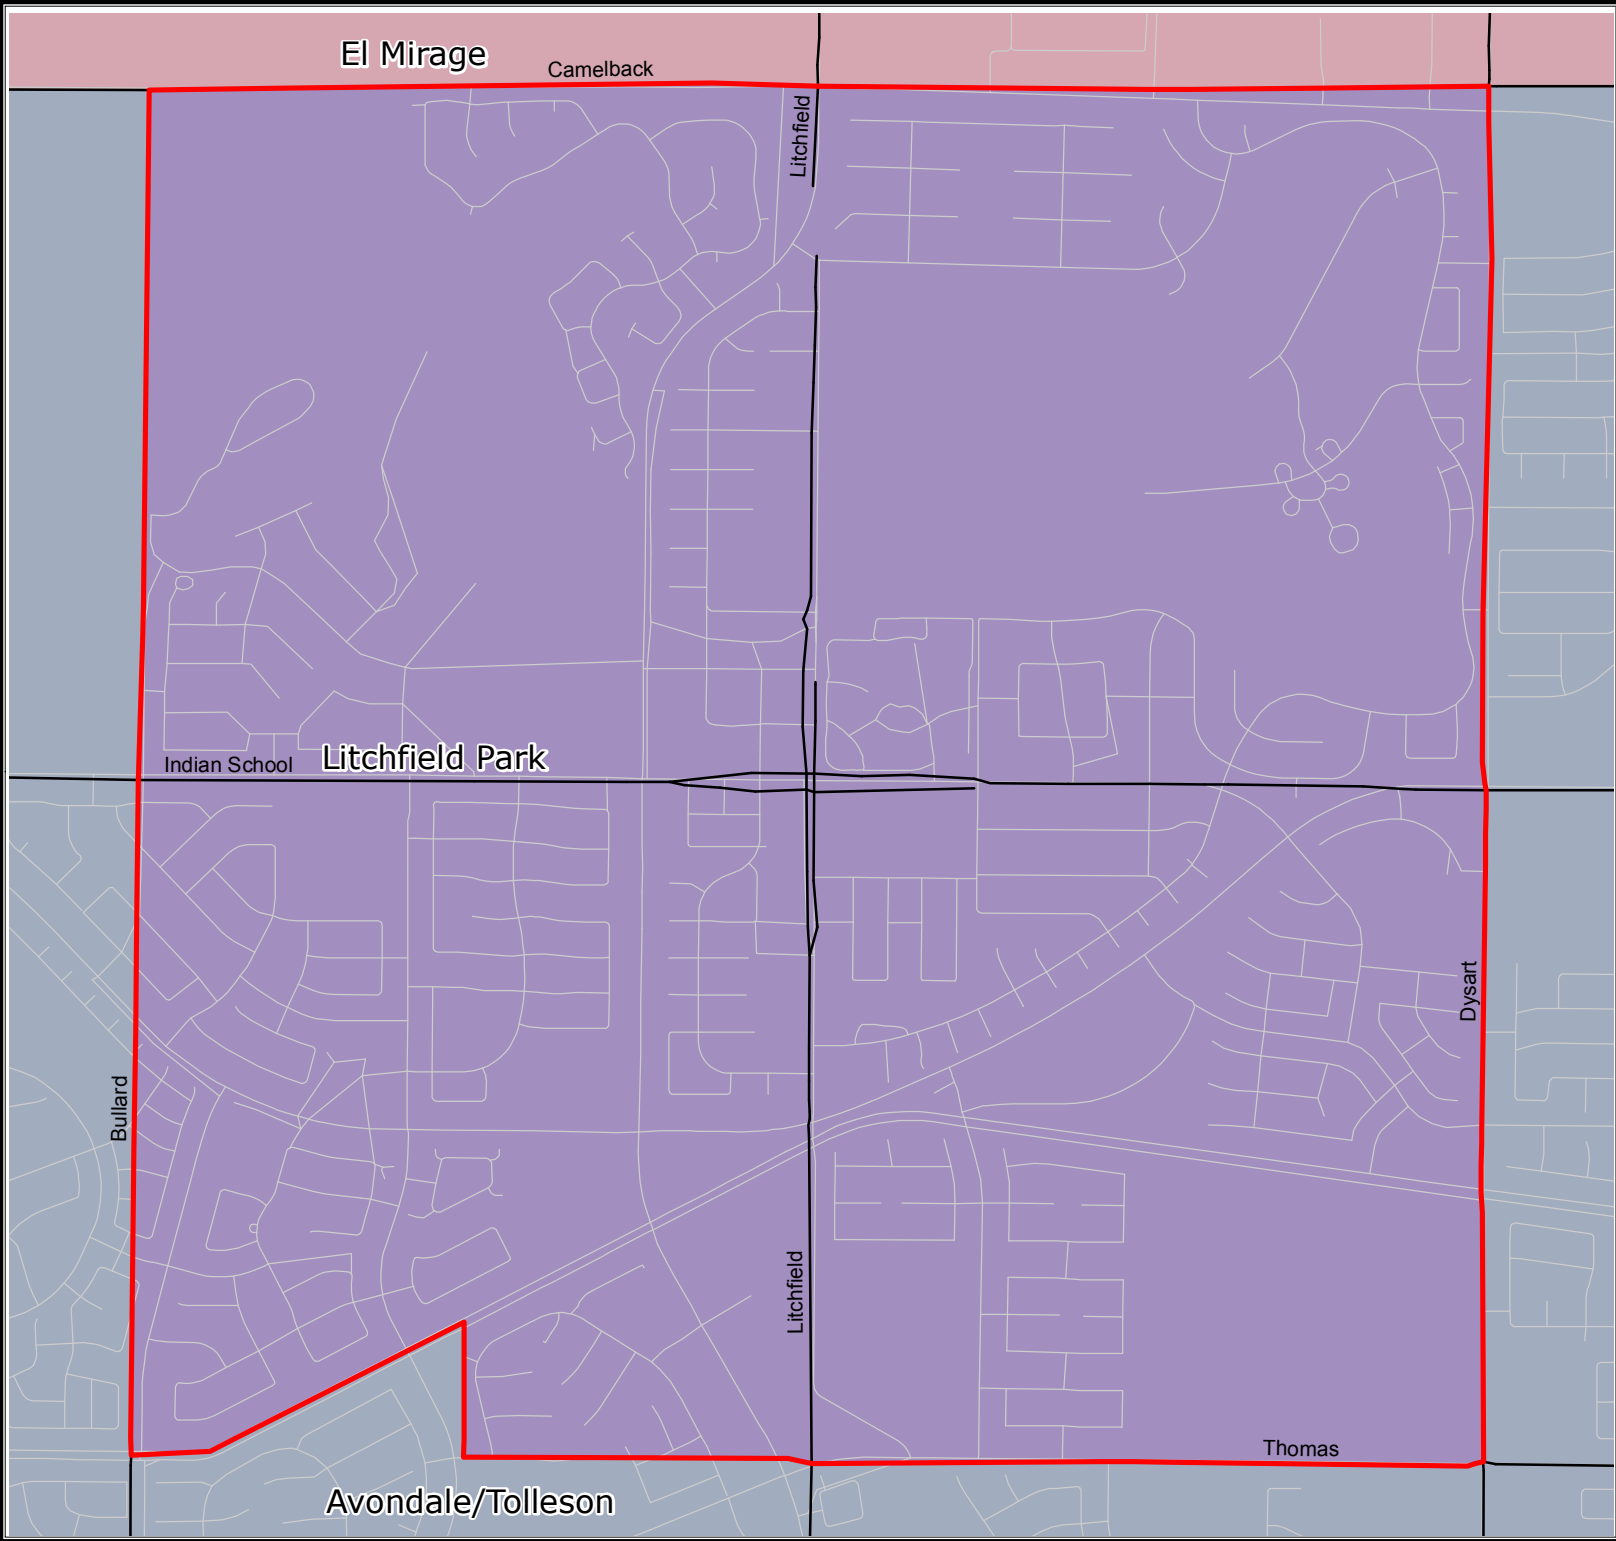 El Mirage
Camelback
Litchfield
Indian School
Litchfield Park
Dysart
Bullard
Litchfield
Thomas
Avondale/Tolleson